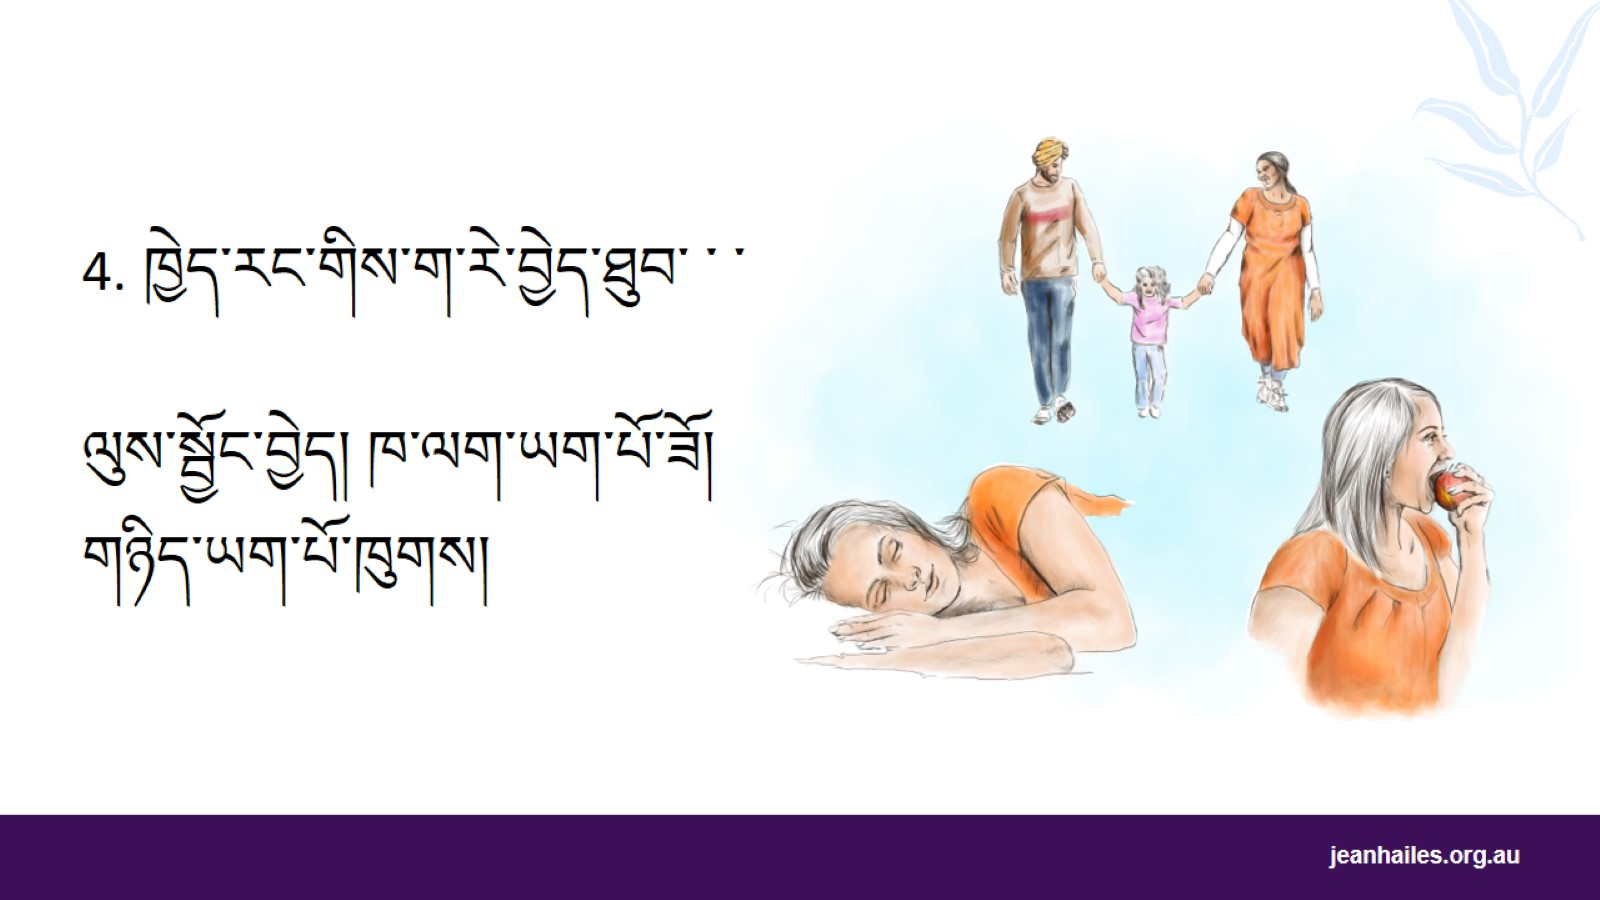 4. ཁྱེད་རང་གིས་ག་རེ་བྱེད་ཐུབ་ ་ ་
ལུས་སྦྱོང་བྱེད། ཁ་ལག་ཡག་པོ་ཟོ།
གཉིད་ཡག་པོ་ཁུགས།
jeanhailes.org.au